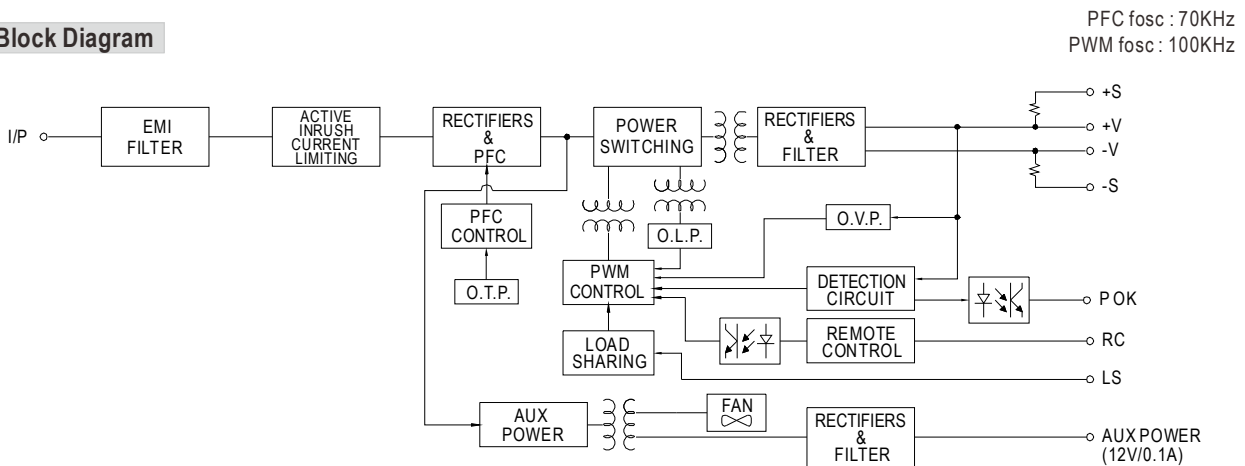 Block Diagram
PFC fosc : 70KHz
PWM fosc : 100KHz
I/P
EMI
FILTER
ACTIVE
INRUSH
CURRENT
LIMITING
RECTIFIERS
&
PFC
POWER
SWITCHING
RECTIFIERS
&
FILTER
+S
+V
-V
-S
PFC
CONTROL
O.L.P.
O.V.P.
O.T.P.
PWM
CONTROL
DETECTION
CIRCUIT
POK
LOAD
SHARING
REMOTE
CONTROL
RC
LS
AUX
POWER
FAN
RECTIFIERS
&
FILTER
AUX POWER
(12V/0.1A)